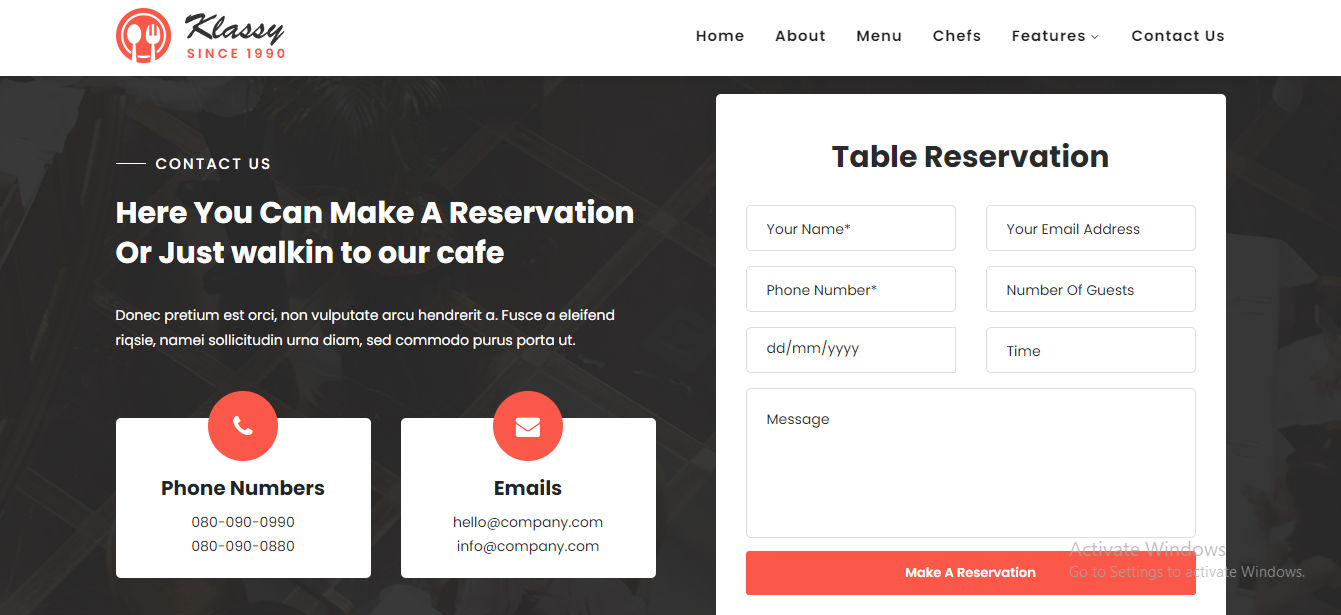 Klassy
SINCE 1990
Home About Menu Chefs Features Contact Us
CONTACT US
Here You Can Make A Reservation
Or Just walkin to our cafe
Donec pretium est orci, non vulputate arcu hendrerit a. Fusce a eleifend
riqsie, namei sollicitudin urna diam, sed commodo purus porta ut.
Phone Numbers
080-090-0990
080-090-0880
Emails
hello@company.com
info@company.com
Table Reservation
Your Name* Your Email Address
Phone Number* Number Of Guests
dd/mm/yyyy Time
Message
Make A Reservation
Activate Windows
Go to Settings to activate Windows.